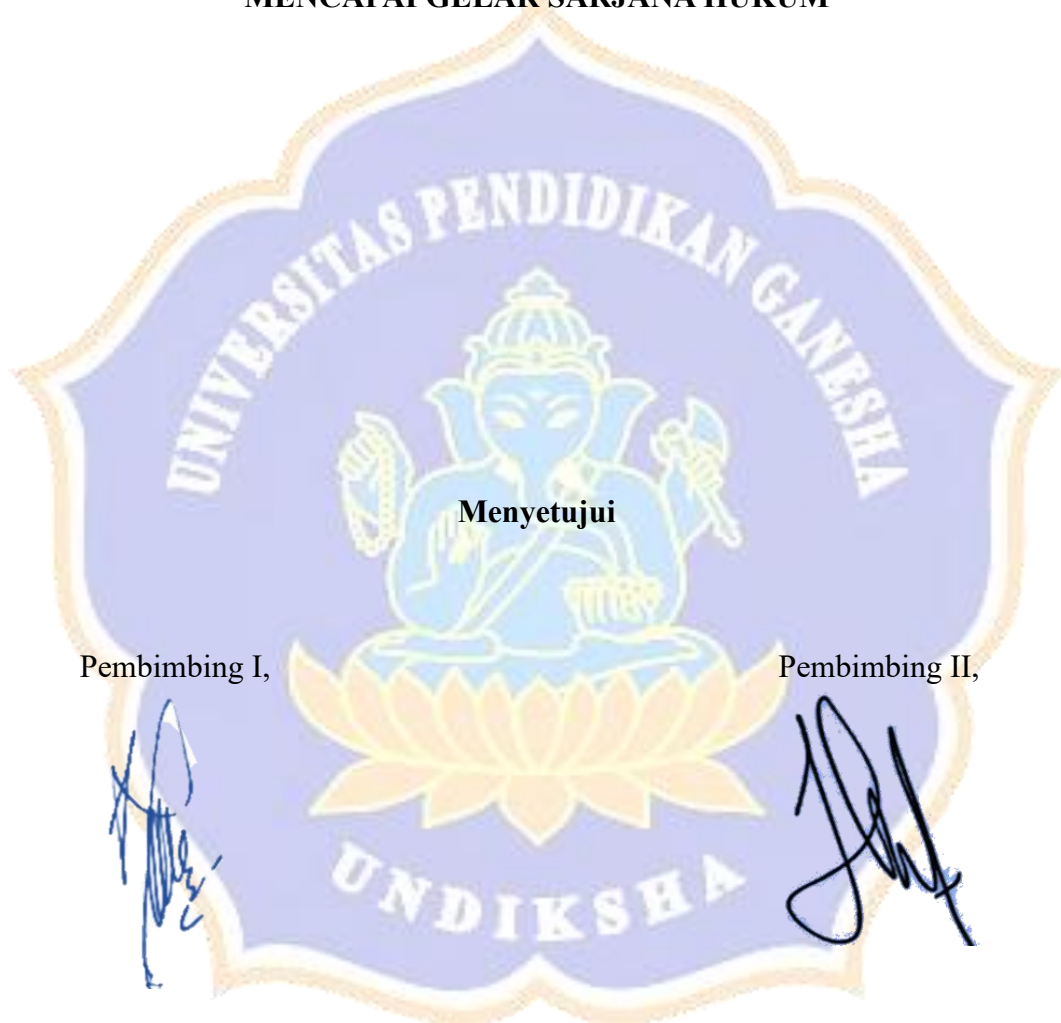 MENCAPAI GELAR SARJANA HUKUM
UNIVERSITAS PENDIDIKAN GANESHA
Menyetujui
Pembimbing I,
Pembimbing II,
UNDIKSHA